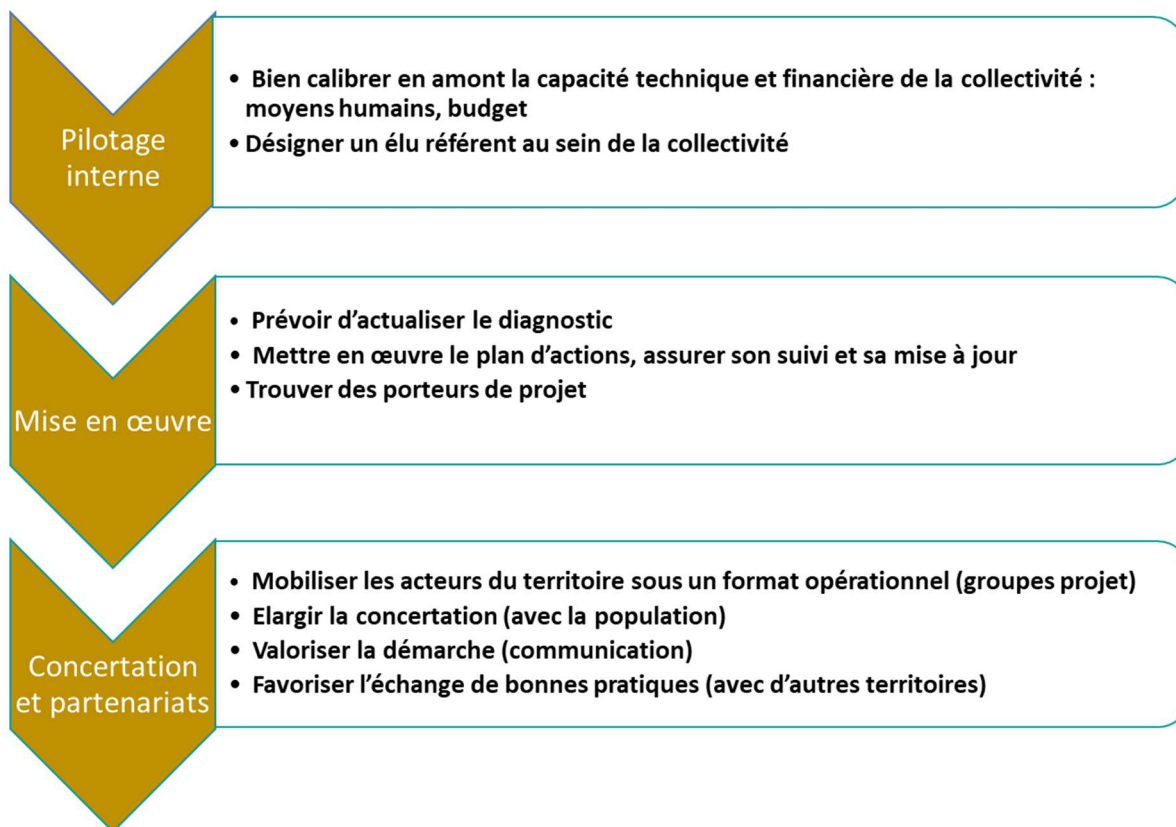 Pilotage
interne
• Bien calibrer en amont la capacité technique et financière de la collectivité :
moyens humains, budget
• Désigner un élu référent au sein de la collectivité
Mise en œuvre
• Prévoir d’actualiser le diagnostic
• Mettre en œuvre le plan d’actions, assurer son suivi et sa mise à jour
• Trouver des porteurs de projet
Concertation
et partenariats
• Mobiliser les acteurs du territoire sous un format opérationnel (groupes projet)
• Elargir la concertation (avec la population)
• Valoriser la démarche (communication)
• Favoriser l’échange de bonnes pratiques (avec d’autres territoires)